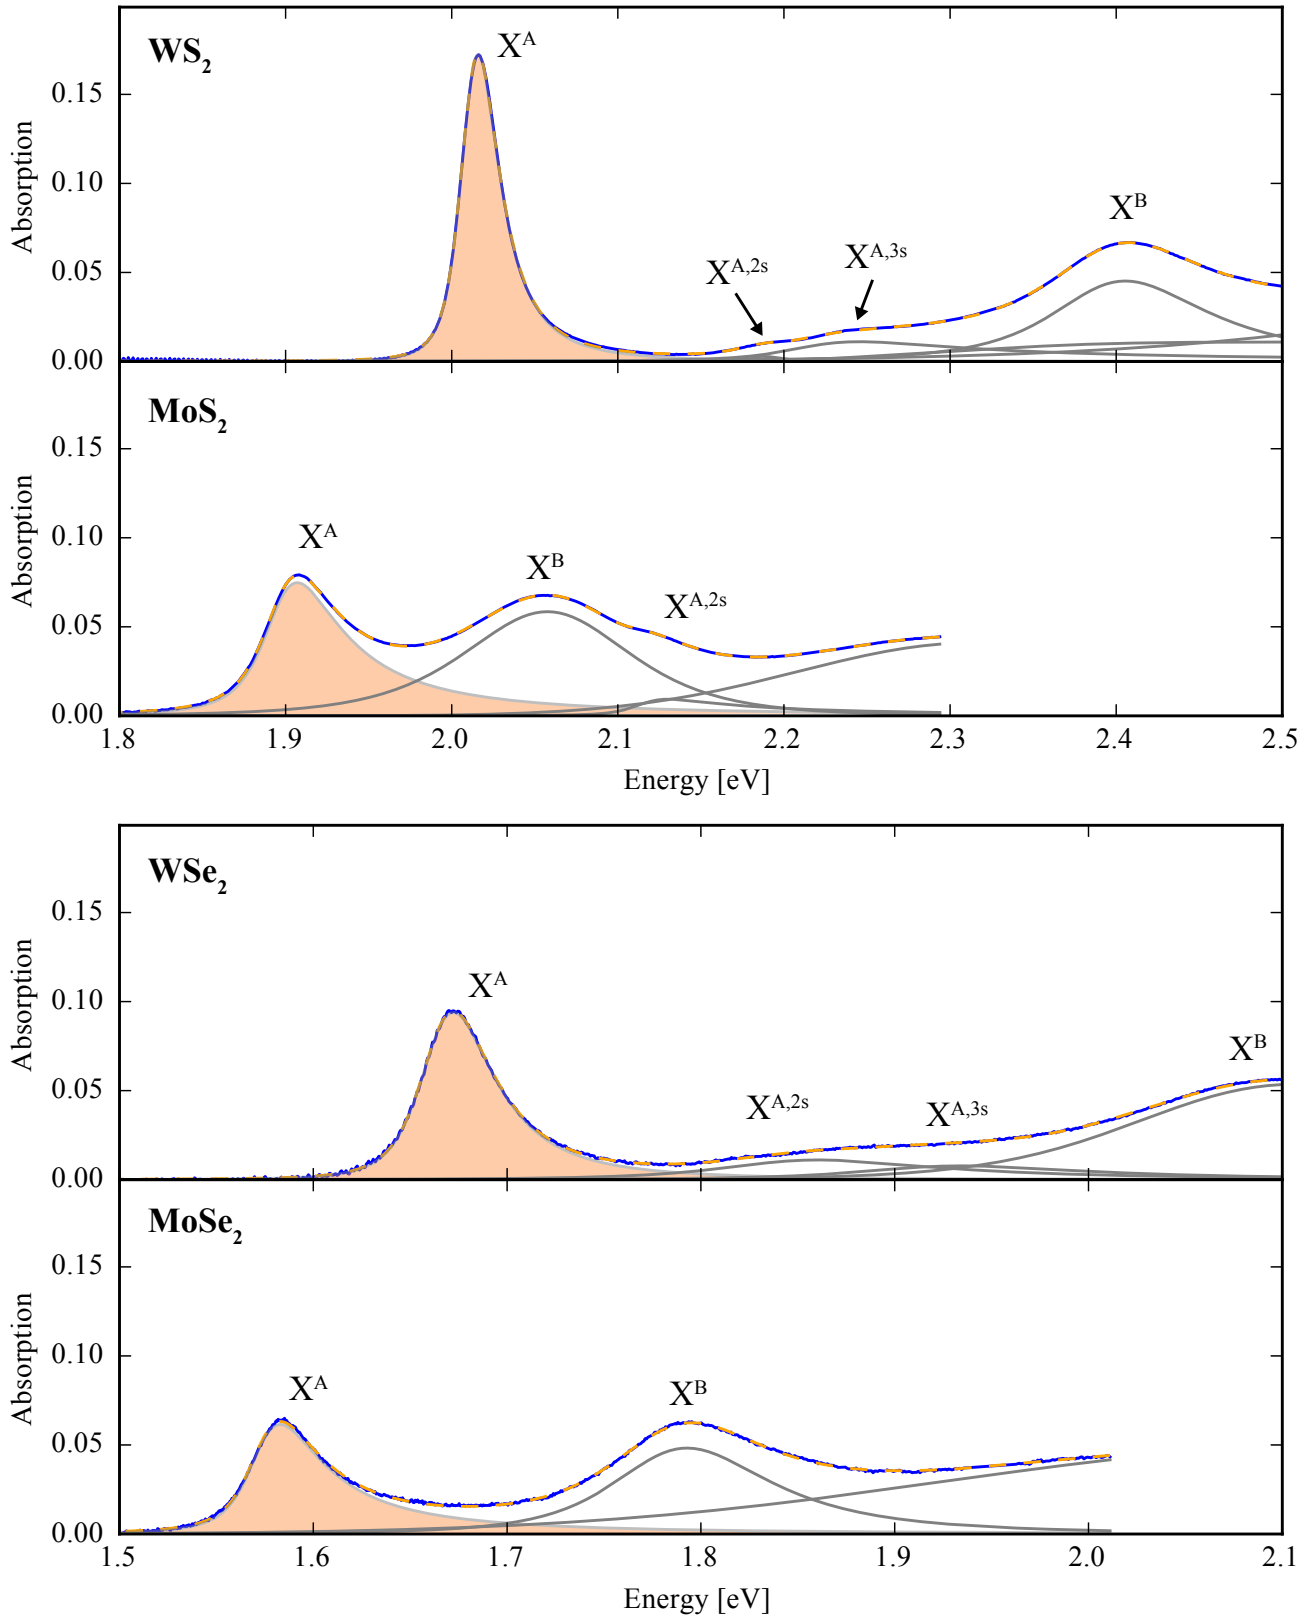 WS₂
X^A
X^B
X^A,2s
X^A,3s
0.15
0.10
0.05
0.00
Absorption
MoS₂
X^A
X^B
X^A,2s
0.15
0.10
0.05
0.00
Absorption
1.8 1.9 2.0 2.1 2.2 2.3 2.4 2.5
Energy [eV]
WSe₂
X^A
X^B
X^A,2s
X^A,3s
0.15
0.10
0.05
0.00
Absorption
MoSe₂
X^A
X^B
0.15
0.10
0.05
0.00
Absorption
1.5 1.6 1.7 1.8 1.9 2.0 2.1
Energy [eV]